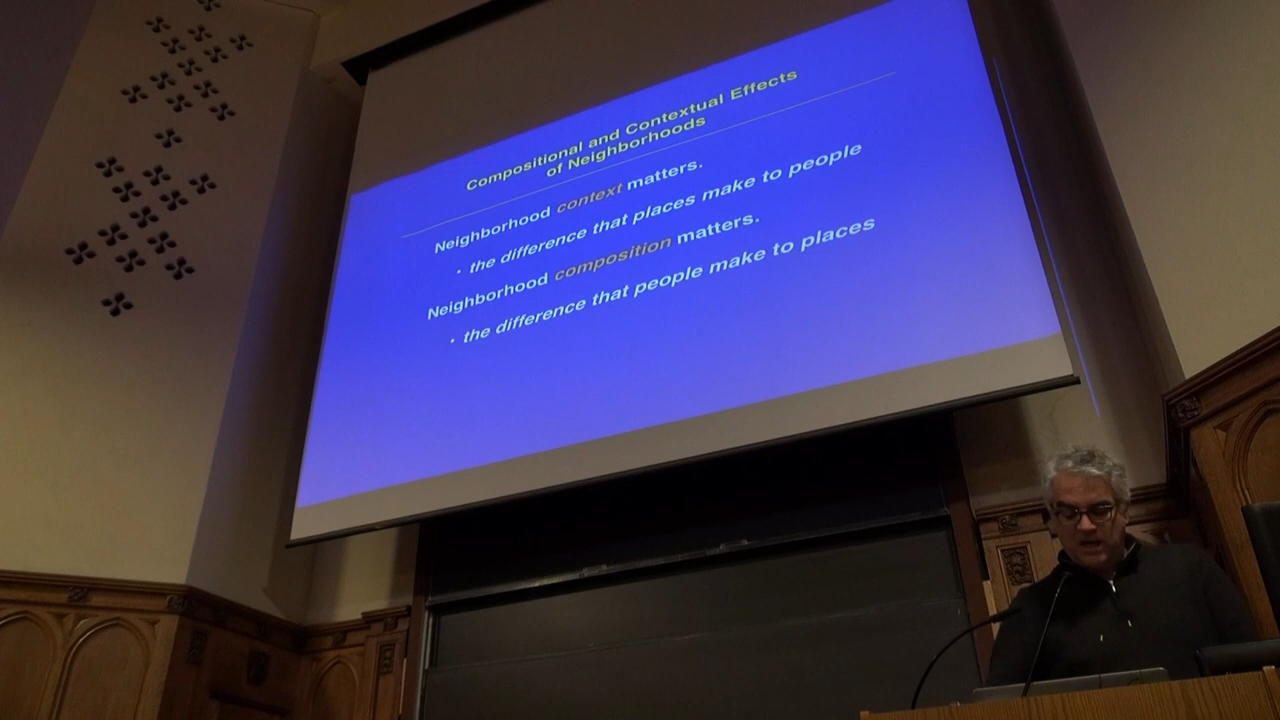 Compositional and Contextual Effects
of Neighborhoods
Neighborhood context matters.
· the difference that places make to people
Neighborhood composition matters.
· the difference that people make to places